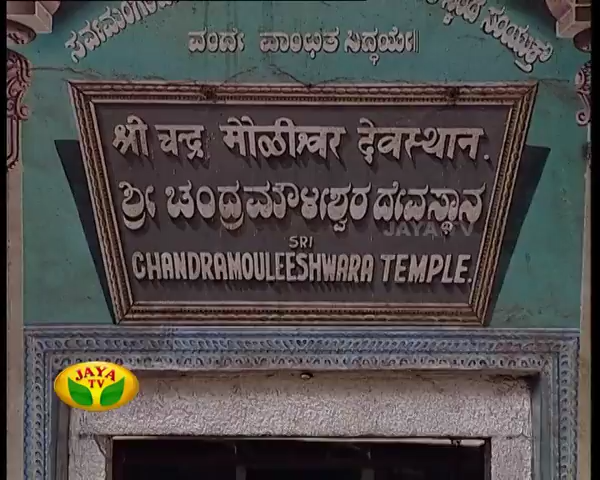 ವಂದೇ ವಾಂಛಿತ ಸಿದ್ಧಯೇ॥
श्री चन्द्र मौळीश्वर देवस्थान.
ಶ್ರೀ ಚಂದ್ರಮೌಳೀಶ್ವರ ದೇವಸ್ಥಾನ
JAYA TV
SRI
CHANDRAMOULEESHWARA TEMPLE.
JAYA
TV